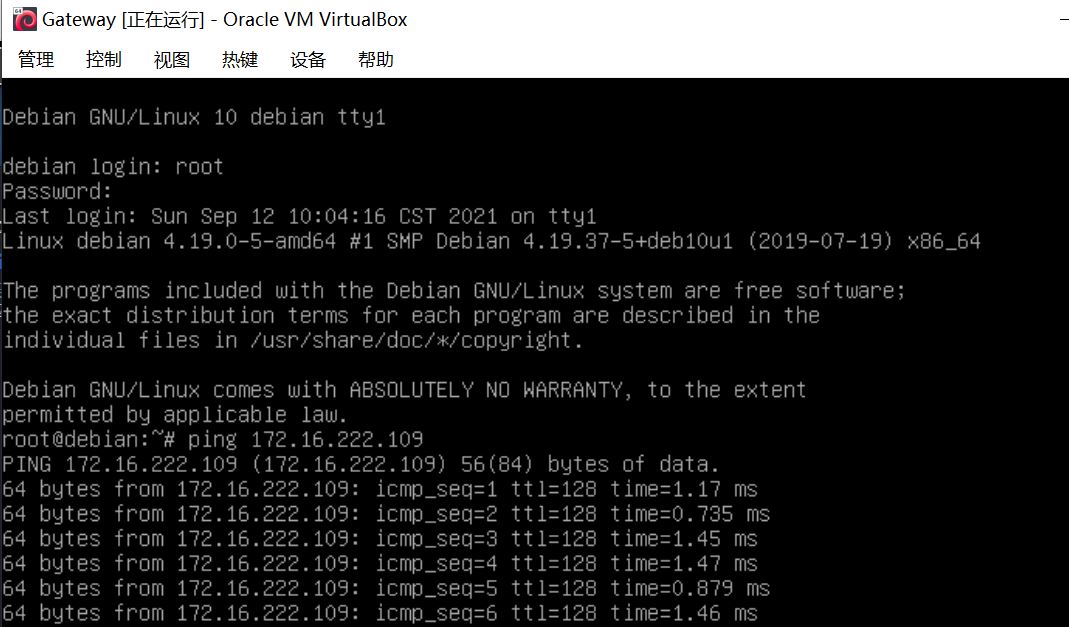 Gateway [正在运行] - Oracle VM VirtualBox
管理 控制 视图 热键 设备 帮助
Debian GNU/Linux 10 debian tty1
debian login: root
Password:
Last login: Sun Sep 12 10:04:16 CST 2021 on tty1
Linux debian 4.19.0-5-amd64 #1 SMP Debian 4.19.37-5+deb10u1 (2019-07-19) x86_64
The programs included with the Debian GNU/Linux system are free software;
the exact distribution terms for each program are described in the
individual files in /usr/share/doc/*/copyright.
Debian GNU/Linux comes with ABSOLUTELY NO WARRANTY, to the extent
permitted by applicable law.
root@debian:~# ping 172.16.222.109
PING 172.16.222.109 (172.16.222.109) 56(84) bytes of data.
64 bytes from 172.16.222.109: icmp_seq=1 ttl=128 time=1.17 ms
64 bytes from 172.16.222.109: icmp_seq=2 ttl=128 time=0.735 ms
64 bytes from 172.16.222.109: icmp_seq=3 ttl=128 time=1.45 ms
64 bytes from 172.16.222.109: icmp_seq=4 ttl=128 time=1.47 ms
64 bytes from 172.16.222.109: icmp_seq=5 ttl=128 time=0.879 ms
64 bytes from 172.16.222.109: icmp_seq=6 ttl=128 time=1.46 ms